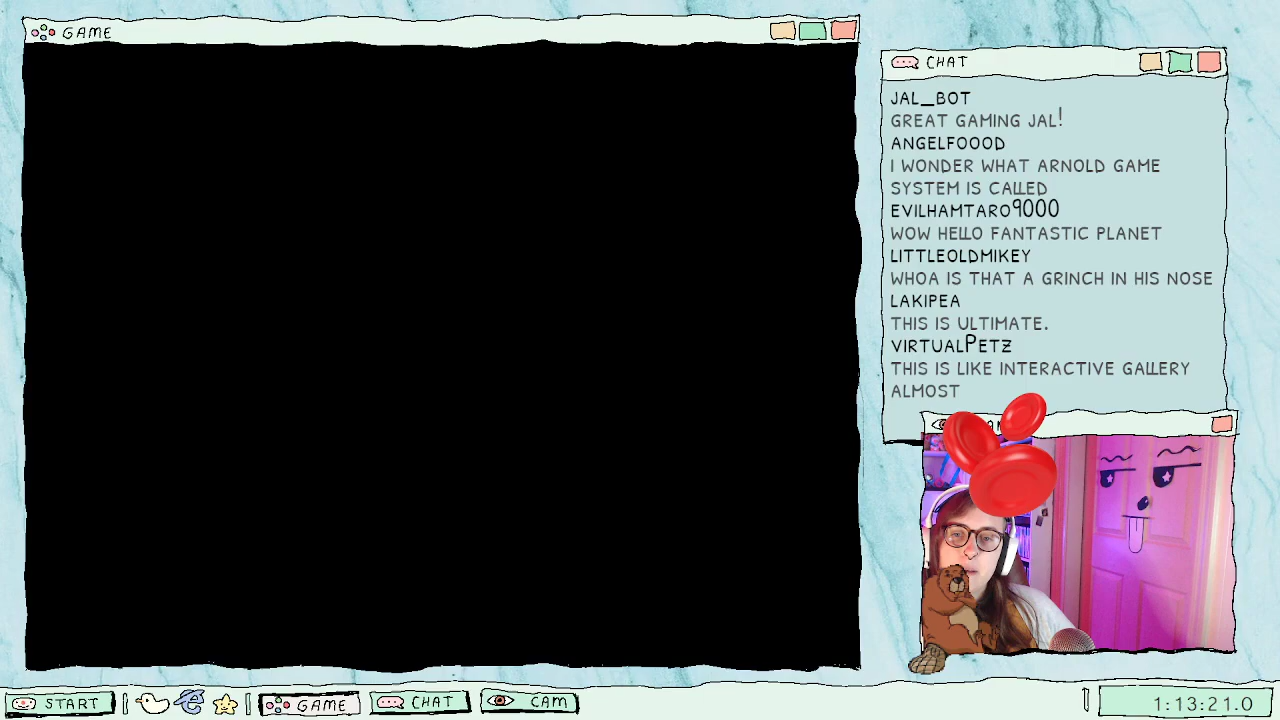 GAME
CHAT
JAL_BOT
GREAT GAMING JAL!
ANGELFOOOD
I WONDER WHAT ARNOLD GAME
SYSTEM IS CALLED
EVILHAMTARO9000
WOW HELLO FANTASTIC PLANET
LITTLEOLDMIKEY
WHOA IS THAT A GRINCH IN HIS NOSE
LAKIPEA
THIS IS ULTIMATE.
VIRTUALPETZ
THIS IS LIKE INTERACTIVE GALLERY
ALMOST
START
GAME
CHAT
CAM
1:13:21.0